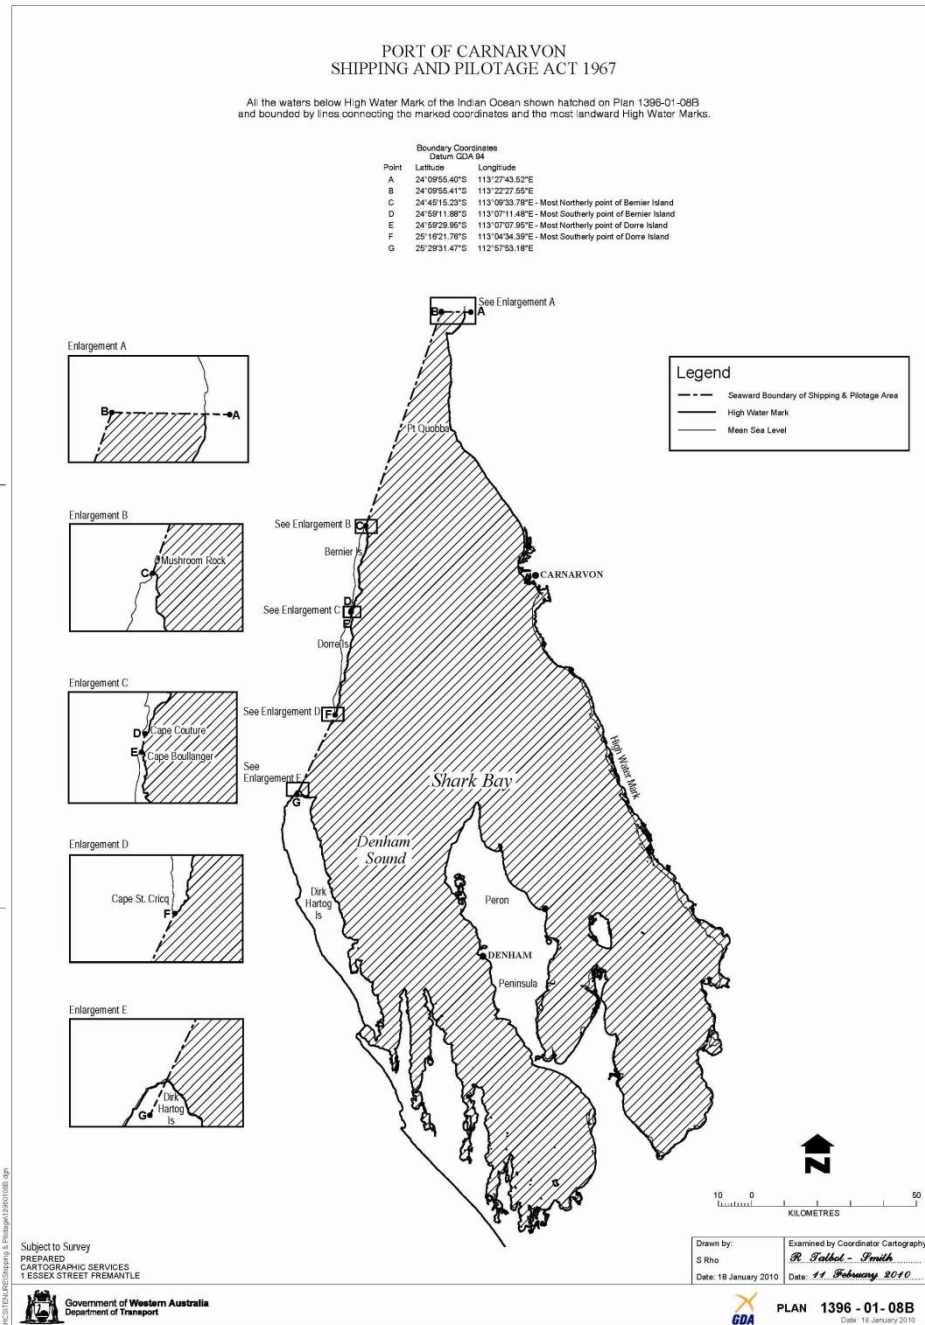 PORT OF CARNARVON
SHIPPING AND PILOTAGE ACT 1967
All the waters below High Water Mark of the Indian Ocean shown hatched on Plan 1396-01-08B
and bounded by lines connecting the marked coordinates and the most landward High Water Marks.
Boundary Coordinates
Datum GDA 94
Point Latitude Longitude
A 24°09'55.40"S 113°27'43.52"E
B 24°09'55.41"S 113°22'27.55"E
C 24°45'15.23"S 113°09'33.78"E - Most Northerly point of Bernier Island
D 24°59'11.88"S 113°07'11.48"E - Most Southerly point of Bernier Island
E 24°59'29.95"S 113°07'07.95"E - Most Northerly point of Dorre Island
F 25°16'21.76"S 113°04'34.39"E - Most Southerly point of Dorre Island
G 25°29'31.47"S 112°57'53.18"E
See Enlargement A
B A
Enlargement A
B A
Legend
Seaward Boundary of Shipping & Pilotage Area
High Water Mark
Mean Sea Level
Pt Quobba
Enlargement B
Mushroom Rock
C
See Enlargement B
C
Bernier Is
CARNARVON
See Enlargement C
D
E
Dorre Is
Enlargement C
D Cape Couture
E Cape Boullanger
See Enlargement D
F
High Water Mark
See
Enlargement E
G
Shark Bay
Denham
Sound
Enlargement D
Cape St. Cricq
F
Dirk
Hartog
Is
Peron
DENHAM
Peninsula
Enlargement E
Dirk
Hartog
Is
G
N
10 0 50
KILOMETRES
Subject to Survey
PREPARED
CARTOGRAPHIC SERVICES
1 ESSEX STREET FREMANTLE
Drawn by:
S Rho
Date: 18 January 2010
Examined by Coordinator Cartography
R Talbot - Smith
Date: 11 February 2010
Government of Western Australia
Department of Transport
GDA
PLAN 1396 - 01- 08B
Date: 18 January 2010